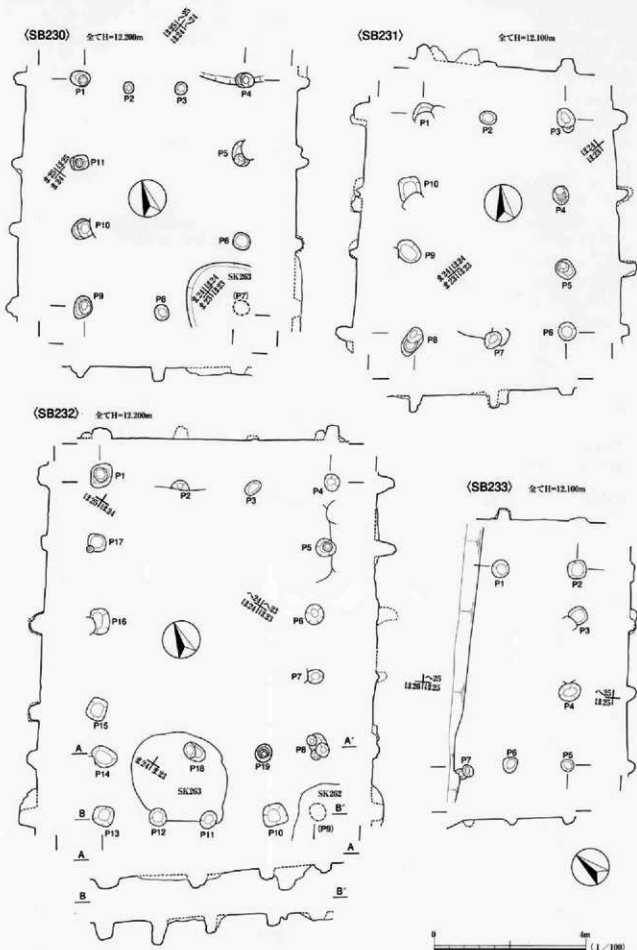 〈SB230〉 全てH=12.200m
P1
P2
P3
P4
P5
P11
P10
P6
SK263
(P7)
P9
P8
〈SB231〉 全てH=12.100m
P1
P2
P3
P10
P4
P9
P5
P8
P7
P6
〈SB232〉 全てH=12.200m
P1
P2
P3
P4
P17
P5
P16
P6
P7
P15
A
P14
P18
P19
P8
A'
SK263
SK262
B
P13
P12
P11
P10
(P9)
B'
A
A
B
B'
〈SB233〉 全てH=12.100m
P1
P2
P3
P4
P7
P6
P5
0
4m
(1/100)